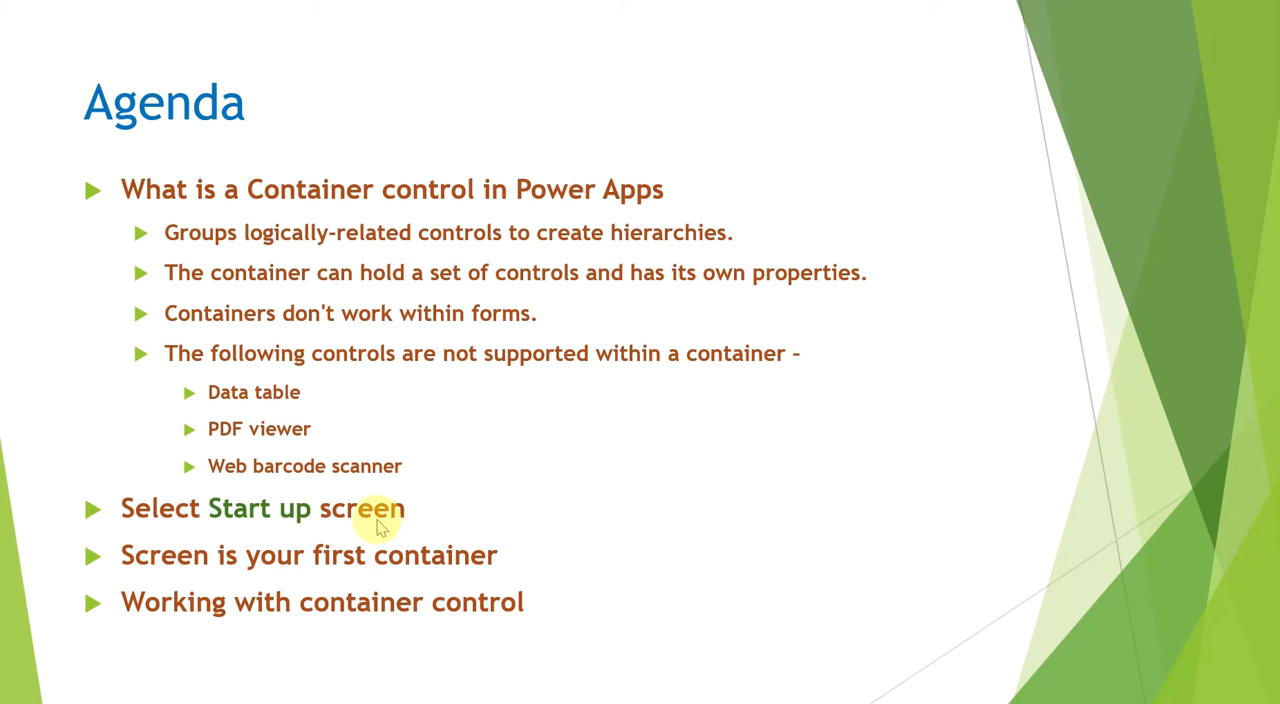 Agenda
What is a Container control in Power Apps
Groups logically-related controls to create hierarchies.
The container can hold a set of controls and has its own properties.
Containers don't work within forms.
The following controls are not supported within a container –
Data table
PDF viewer
Web barcode scanner
Select Start up screen
Screen is your first container
Working with container control